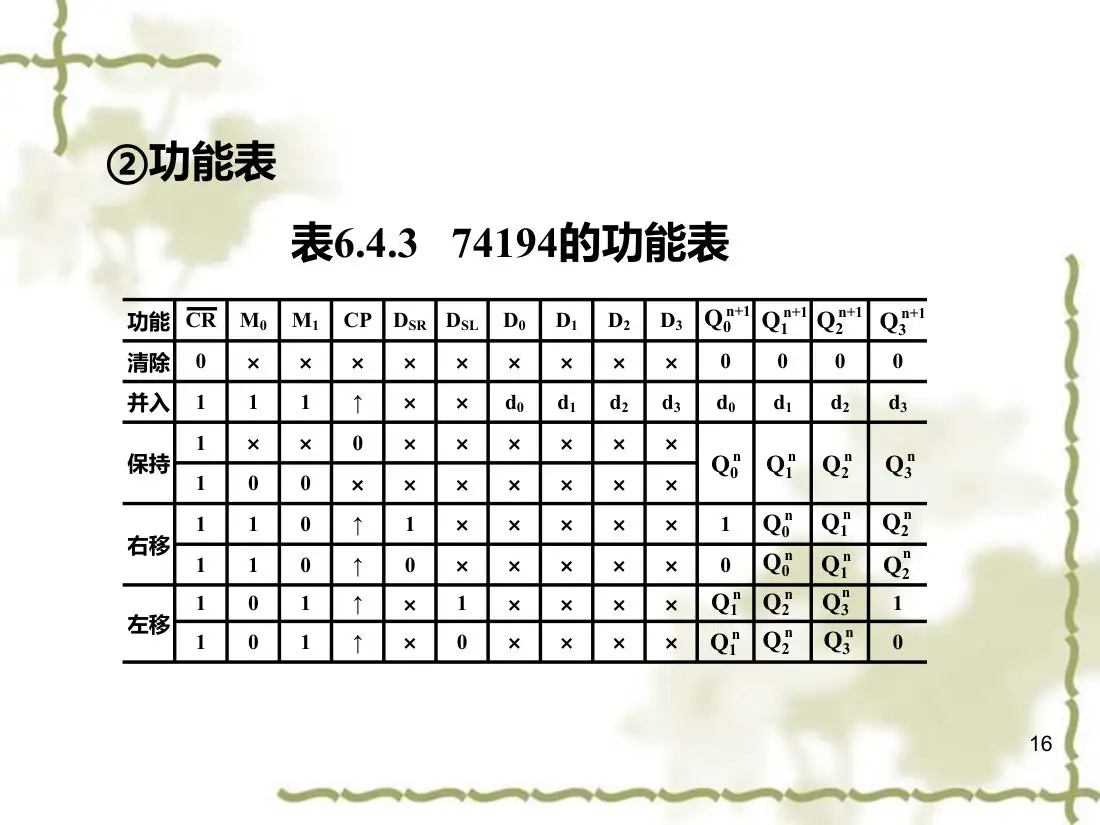 ②功能表
表6.4.3 74194的功能表
功能 C̅R̅ M₀ M₁ CP D_SR D_SL D₀ D₁ D₂ D₃ Q₀ⁿ⁺¹ Q₁ⁿ⁺¹ Q₂ⁿ⁺¹ Q₃ⁿ⁺¹
清除 0 × × × × × × × × × 0 0 0 0
并入 1 1 1 ↑ × × d₀ d₁ d₂ d₃ d₀ d₁ d₂ d₃
保持 1 × × 0 × × × × × × Q₀ⁿ Q₁ⁿ Q₂ⁿ Q₃ⁿ
1 0 0 × × × × × × ×
右移 1 1 0 ↑ 1 × × × × × 1 Q₀ⁿ Q₁ⁿ Q₂ⁿ
1 1 0 ↑ 0 × × × × × 0 Q₀ⁿ Q₁ⁿ Q₂ⁿ
左移 1 0 1 ↑ × 1 × × × × Q₁ⁿ Q₂ⁿ Q₃ⁿ 1
1 0 1 ↑ × 0 × × × × Q₁ⁿ Q₂ⁿ Q₃ⁿ 0
16